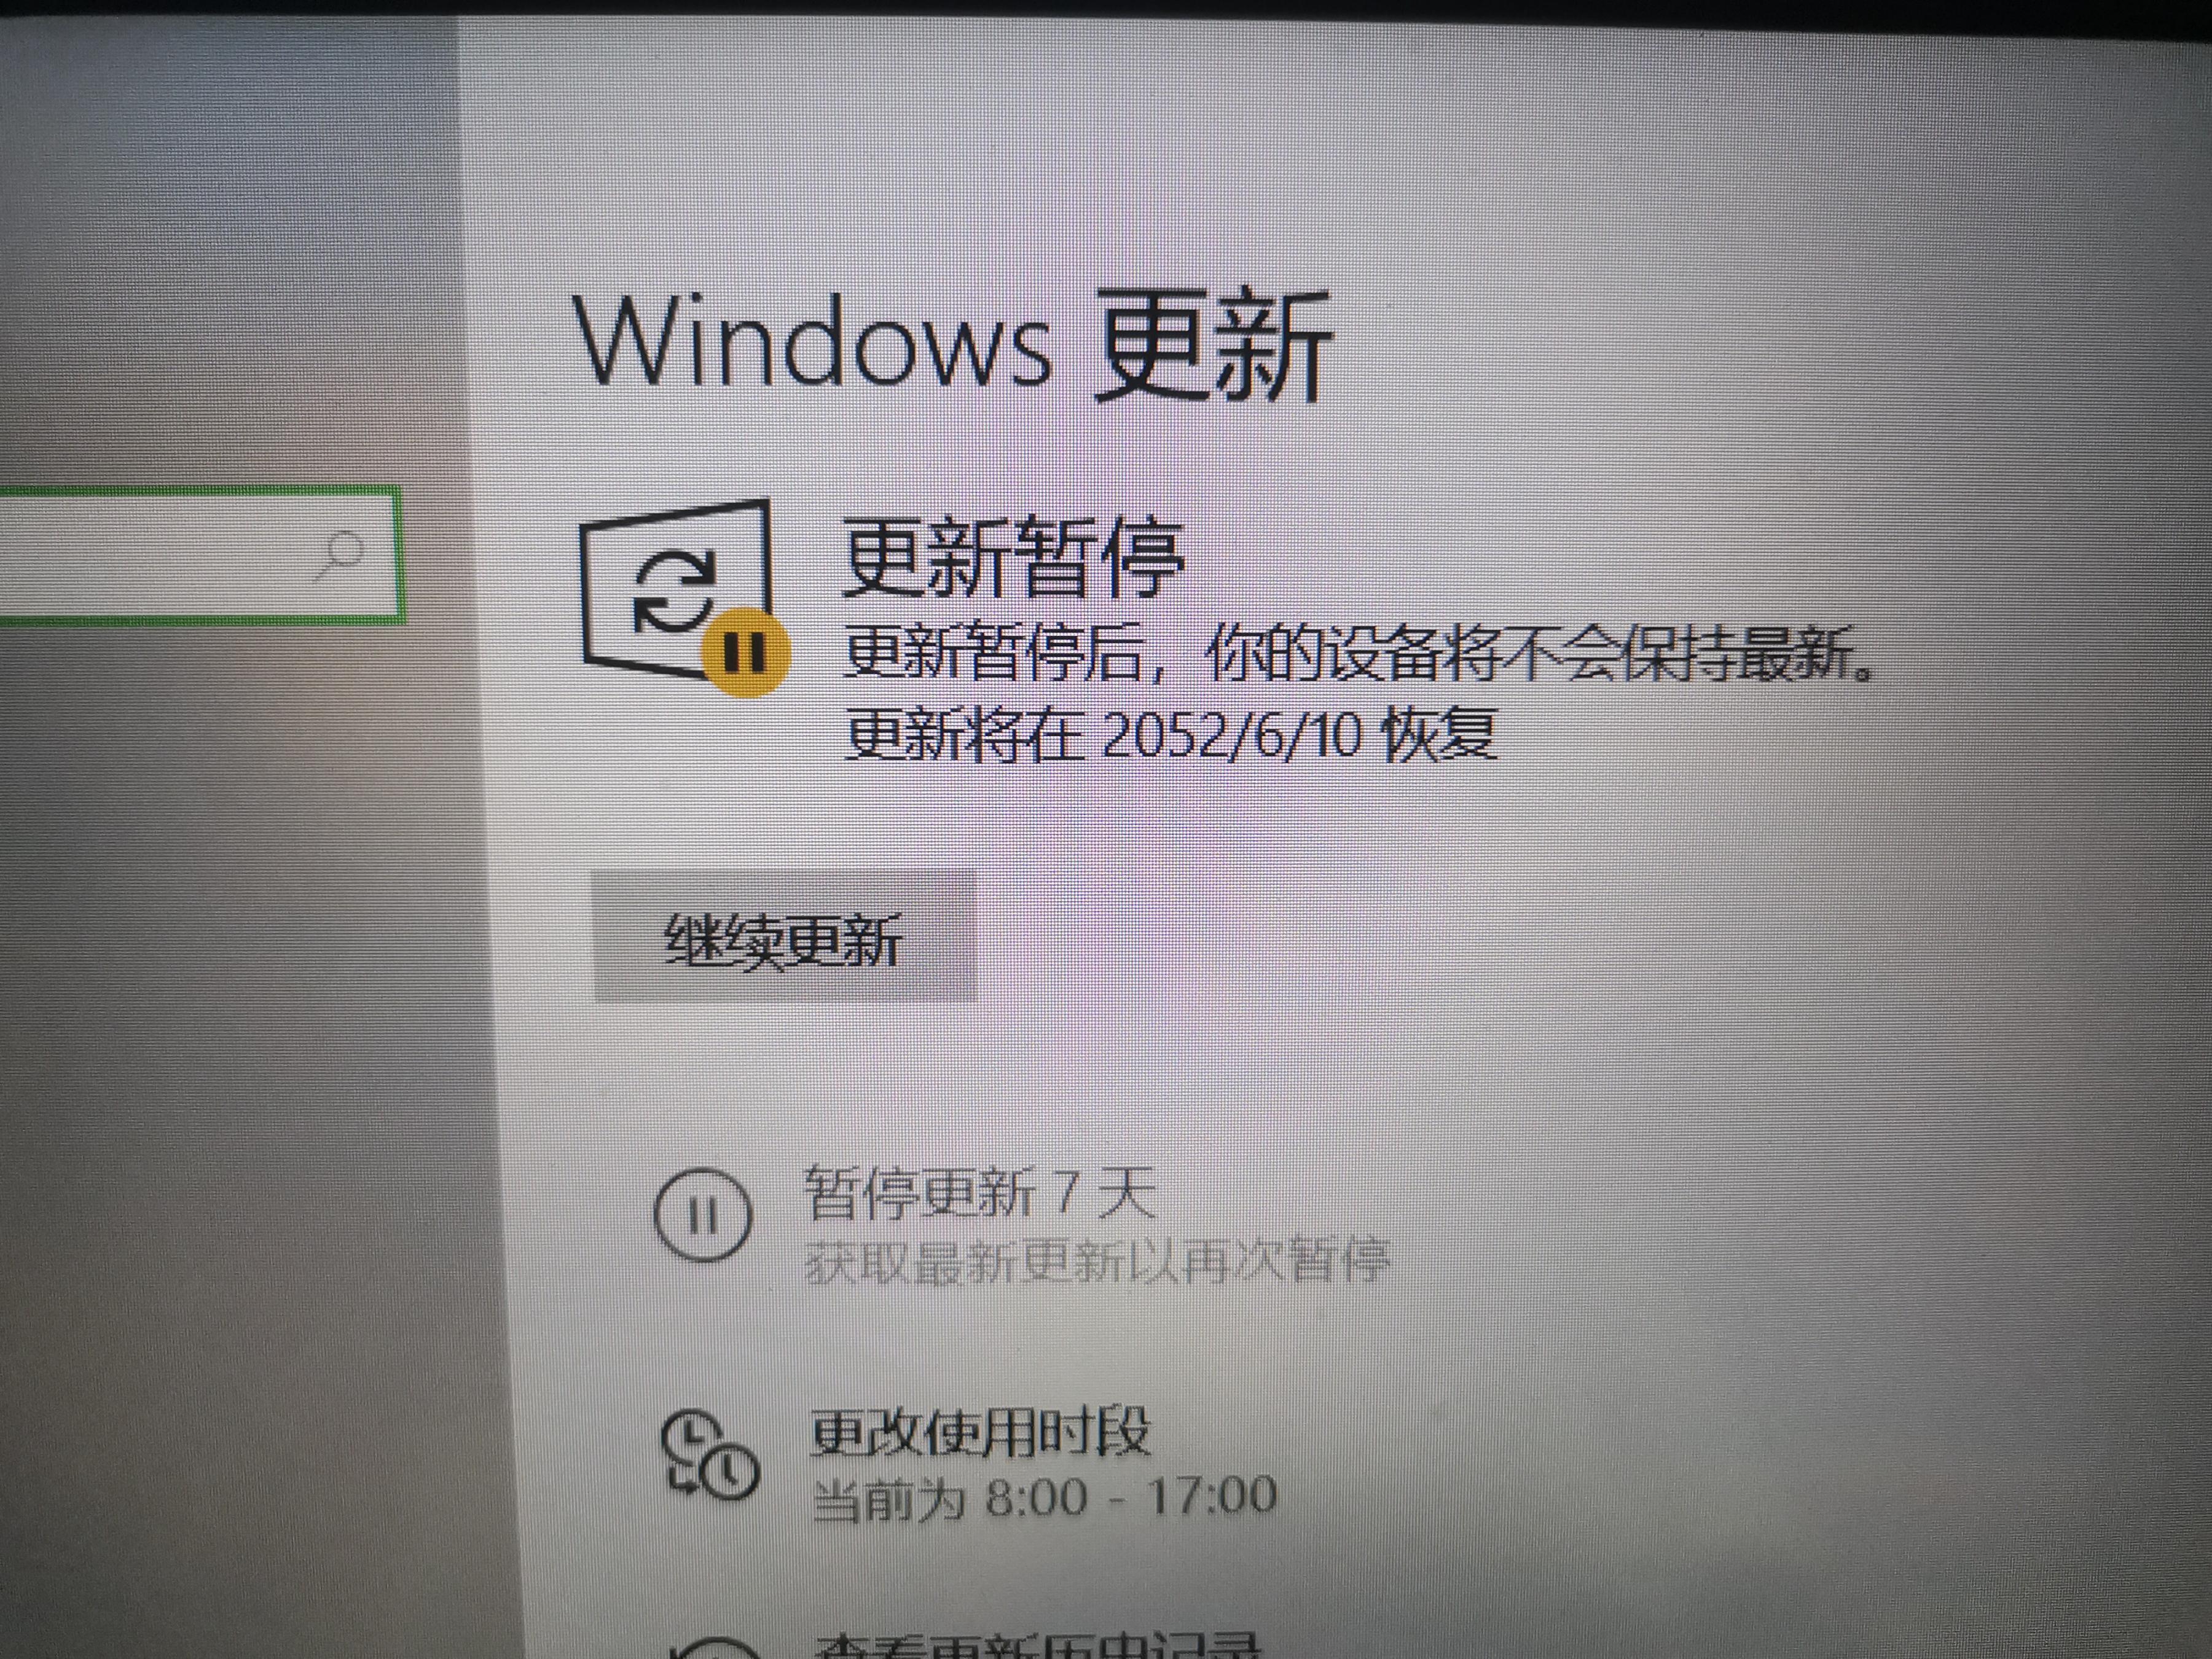 Windows 更新
更新暂停
更新暂停后，你的设备将不会保持最新。
更新将在 2052/6/10 恢复
继续更新
暂停更新 7 天
获取最新更新以再次暂停
更改使用时段
当前为 8:00 - 17:00
查看更新历史记录